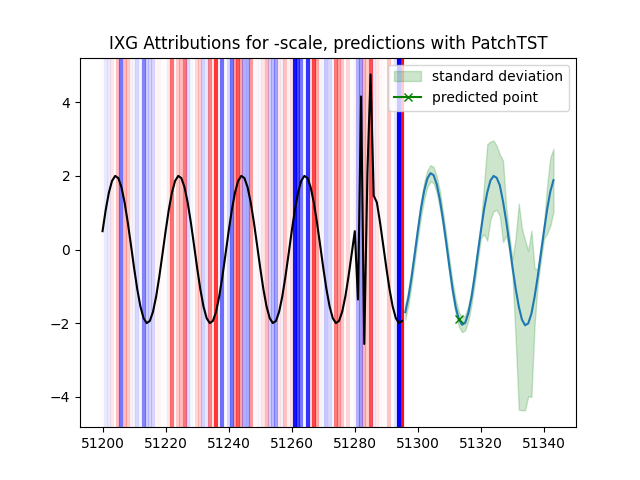 IXG Attributions for -scale, predictions with PatchTST
standard deviation
predicted point
4
2
0
−2
−4
51200 51220 51240 51260 51280 51300 51320 51340